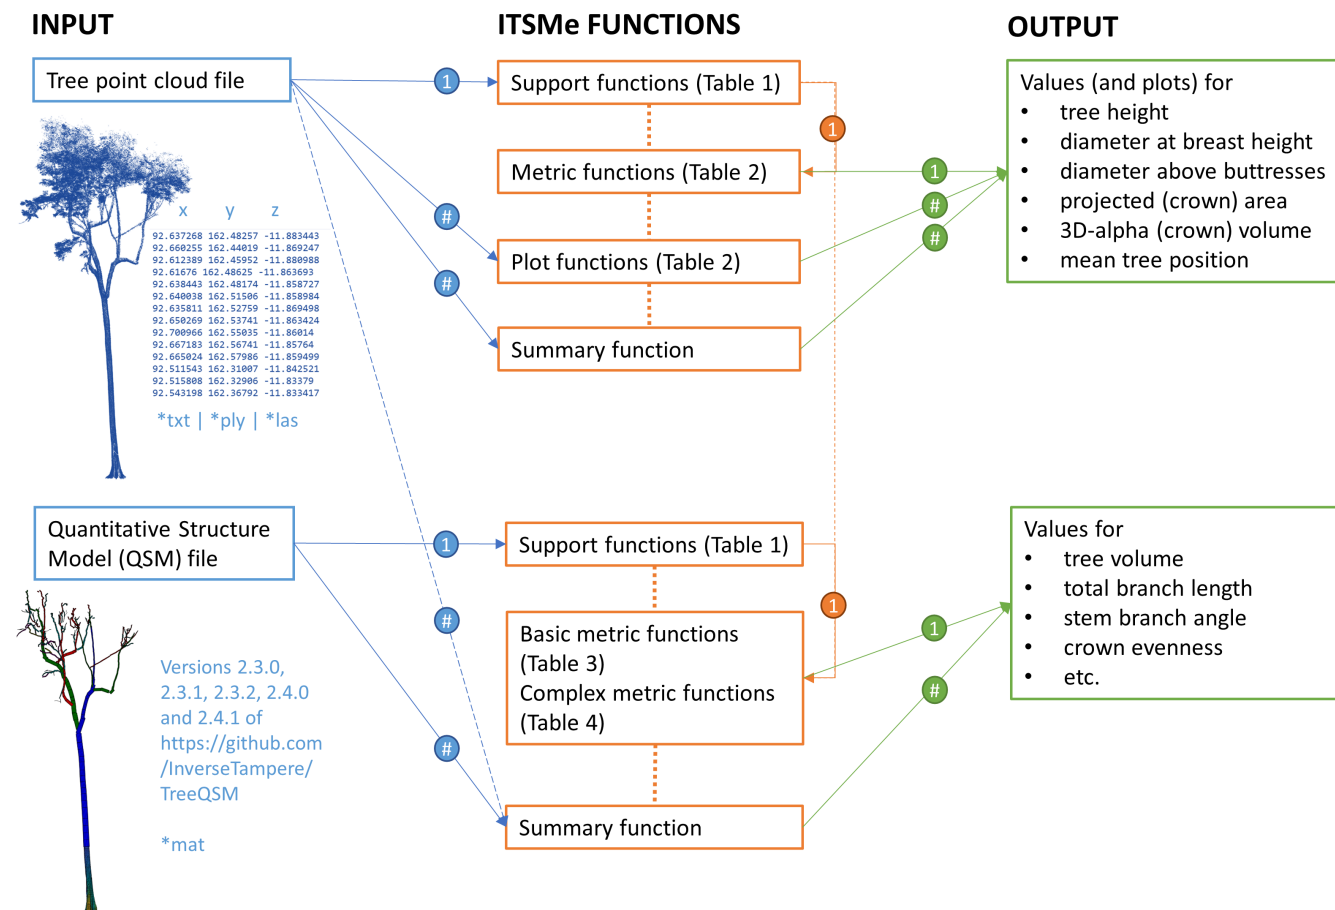 INPUT
ITSMe FUNCTIONS
OUTPUT
Tree point cloud file
1
Support functions (Table 1)
1
Metric functions (Table 2)
1
#
#
#
Plot functions (Table 2)
#
Summary function
Values (and plots) for
• tree height
• diameter at breast height
• diameter above buttresses
• projected (crown) area
• 3D-alpha (crown) volume
• mean tree position
x y z
92.637268 162.48257 -11.883443
92.660255 162.44019 -11.869247
92.612389 162.45952 -11.880988
92.61676 162.48625 -11.863693
92.638443 162.48174 -11.858727
92.640038 162.51506 -11.858984
92.635811 162.52759 -11.869498
92.650269 162.53741 -11.863424
92.700966 162.55035 -11.86014
92.667183 162.56741 -11.85764
92.665024 162.57986 -11.859499
92.511543 162.31007 -11.842521
92.515808 162.32906 -11.83379
92.543198 162.36792 -11.833417
*txt | *ply | *las
Quantitative Structure
Model (QSM) file
1
Support functions (Table 1)
1
#
Basic metric functions
(Table 3)
Complex metric functions
(Table 4)
1
#
#
Summary function
Values for
• tree volume
• total branch length
• stem branch angle
• crown evenness
• etc.
Versions 2.3.0,
2.3.1, 2.3.2, 2.4.0
and 2.4.1 of
https://github.com
/InverseTampere/
TreeQSM
*mat